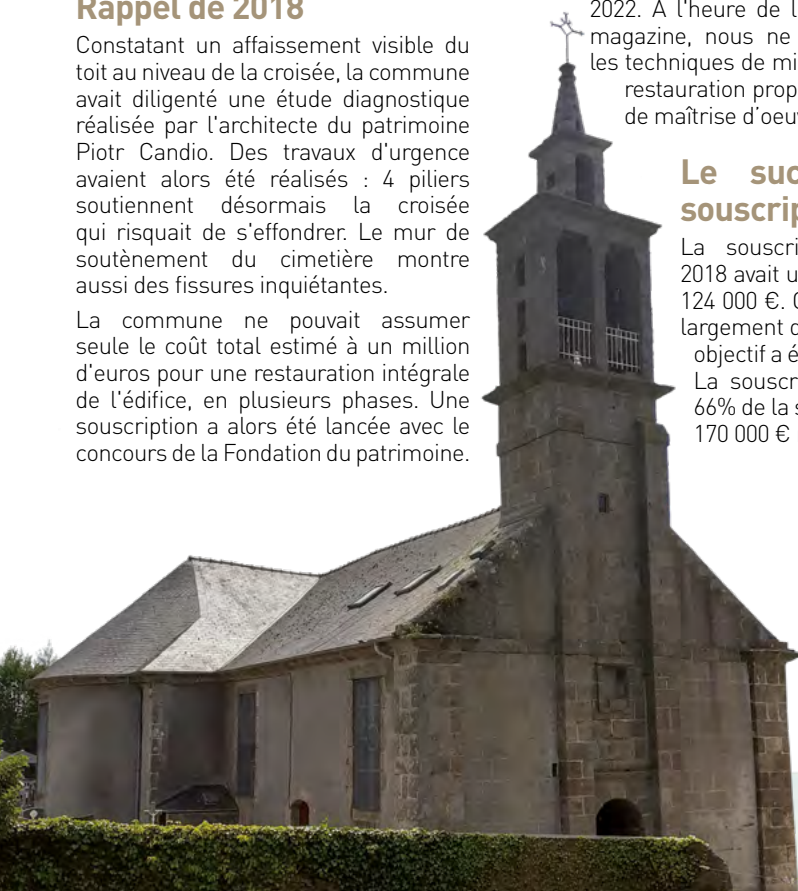 Rappel de 2018
Constatant un affaissement visible du
toit au niveau de la croisée, la commune
avait diligenté une étude diagnostique
réalisée par l'architecte du patrimoine
Piotr Candio. Des travaux d'urgence
avaient alors été réalisés : 4 piliers
soutiennent désormais la croisée
qui risquait de s'effondrer. Le mur de
soutènement du cimetière montre
aussi des fissures inquiétantes.
La commune ne pouvait assumer
seule le coût total estimé à un million
d'euros pour une restauration intégrale
de l'édifice, en plusieurs phases. Une
souscription a alors été lancée avec le
concours de la Fondation du patrimoine.
2022. A l'heure de
magazine, nous ne
les techniques de
restauration
de maîtrise
Le
La
2018 avait
124 000 €.
largement
objectif a
La
66% de la
170 000 €